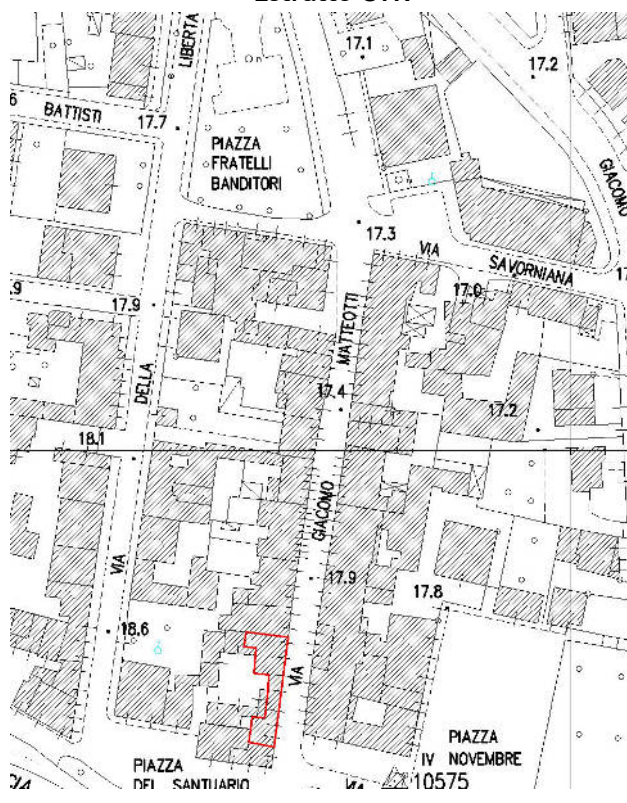 LIBERTA
17.1
17.2
BATTISTI
17.7
PIAZZA
FRATELLI
BANDITORI
GIACOMO
17.3
VIA
SAVORNIANA
17.9
17.0
MATTEOTTI
DELLA
17.4
17.2
18.1
GIACOMO
VIA
17.9
17.8
18.6
VIA
PIAZZA
IV NOVEMBRE
10575
PIAZZA
DEL SANTUARIO
VIA